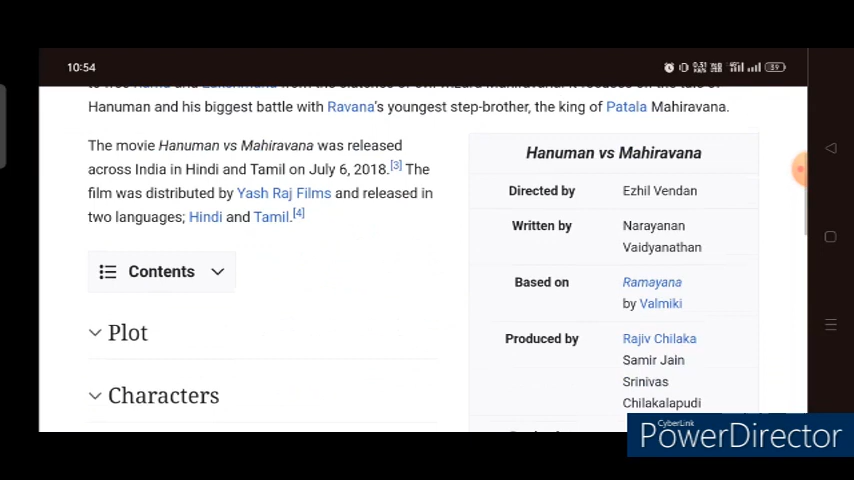 10:54
0.31
59
Hanuman and his biggest battle with Ravana's youngest step-brother, the king of Patala Mahiravana.
The movie Hanuman vs Mahiravana was released
across India in Hindi and Tamil on July 6, 2018.[3] The
film was distributed by Yash Raj Films and released in
two languages; Hindi and Tamil.[4]
Contents
Plot
Characters
Hanuman vs Mahiravana
Directed by Ezhil Vendan
Written by Narayanan
Vaidyanathan
Based on Ramayana
by Valmiki
Produced by Rajiv Chilaka
Samir Jain
Srinivas
Chilakalapudi
CyberLink
PowerDirector